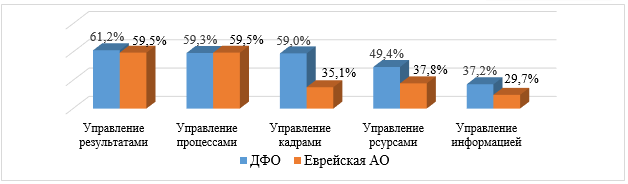 61,2% 59,5% 59,3% 59,5% 59,0% 35,1% 49,4% 37,8% 37,2% 29,7%
Управление Управление Управление Управление Управление
результатами процессами кадрами рсурсами информацией
ДФО Еврейская АО